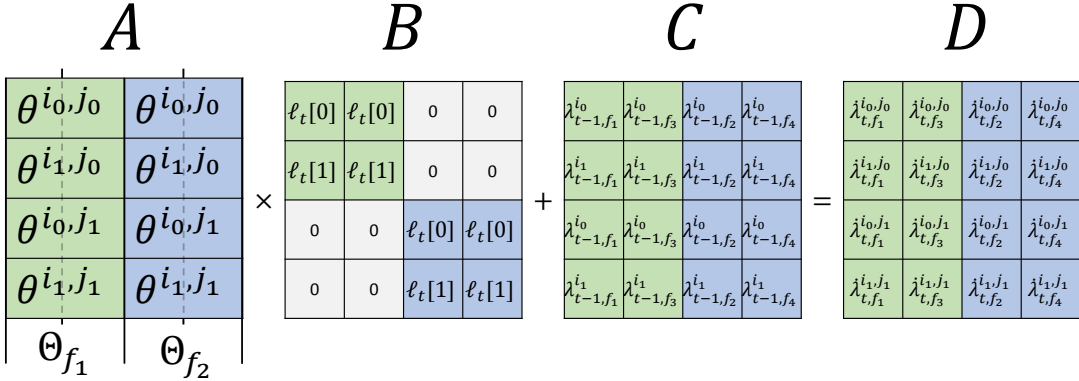 A B C D
θ^{i_0,j_0} θ^{i_0,j_0} ℓ_t[0] ℓ_t[0] 0 0 λ^{i_0}_{t-1,f_1} λ^{i_0}_{t-1,f_3} λ^{i_0}_{t-1,f_2} λ^{i_0}_{t-1,f_4} λ̇^{i_0,j_0}_{t,f_1} λ̇^{i_0,j_0}_{t,f_3} λ̇^{i_0,j_0}_{t,f_2} λ̇^{i_0,j_0}_{t,f_4}
θ^{i_1,j_0} θ^{i_1,j_0} ℓ_t[1] ℓ_t[1] 0 0 λ^{i_1}_{t-1,f_1} λ^{i_1}_{t-1,f_3} λ^{i_1}_{t-1,f_2} λ^{i_1}_{t-1,f_4} λ̇^{i_1,j_0}_{t,f_1} λ̇^{i_1,j_0}_{t,f_3} λ̇^{i_1,j_0}_{t,f_2} λ̇^{i_1,j_0}_{t,f_4}
× + =
θ^{i_0,j_1} θ^{i_0,j_1} 0 0 ℓ_t[0] ℓ_t[0] λ^{i_0}_{t-1,f_1} λ^{i_0}_{t-1,f_3} λ^{i_0}_{t-1,f_2} λ^{i_0}_{t-1,f_4} λ̇^{i_0,j_1}_{t,f_1} λ̇^{i_0,j_1}_{t,f_3} λ̇^{i_0,j_1}_{t,f_2} λ̇^{i_0,j_1}_{t,f_4}
θ^{i_1,j_1} θ^{i_1,j_1} 0 0 ℓ_t[1] ℓ_t[1] λ^{i_1}_{t-1,f_1} λ^{i_1}_{t-1,f_3} λ^{i_1}_{t-1,f_2} λ^{i_1}_{t-1,f_4} λ̇^{i_1,j_1}_{t,f_1} λ̇^{i_1,j_1}_{t,f_3} λ̇^{i_1,j_1}_{t,f_2} λ̇^{i_1,j_1}_{t,f_4}
Θ_{f_1} Θ_{f_2}